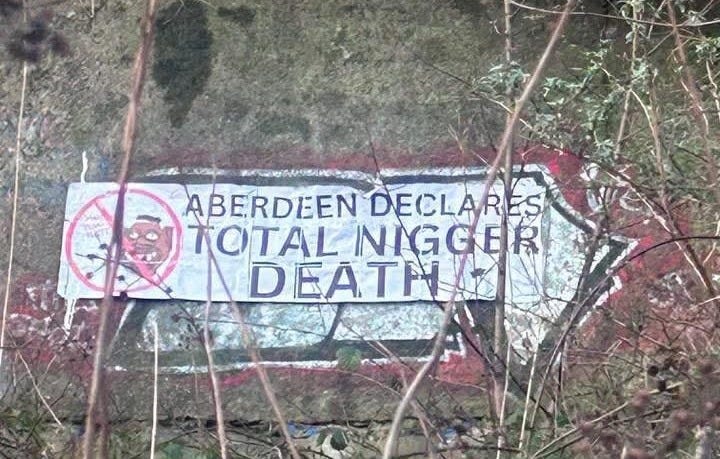 ABERDEEN DECLARES
TOTAL NIGGER
DEATH